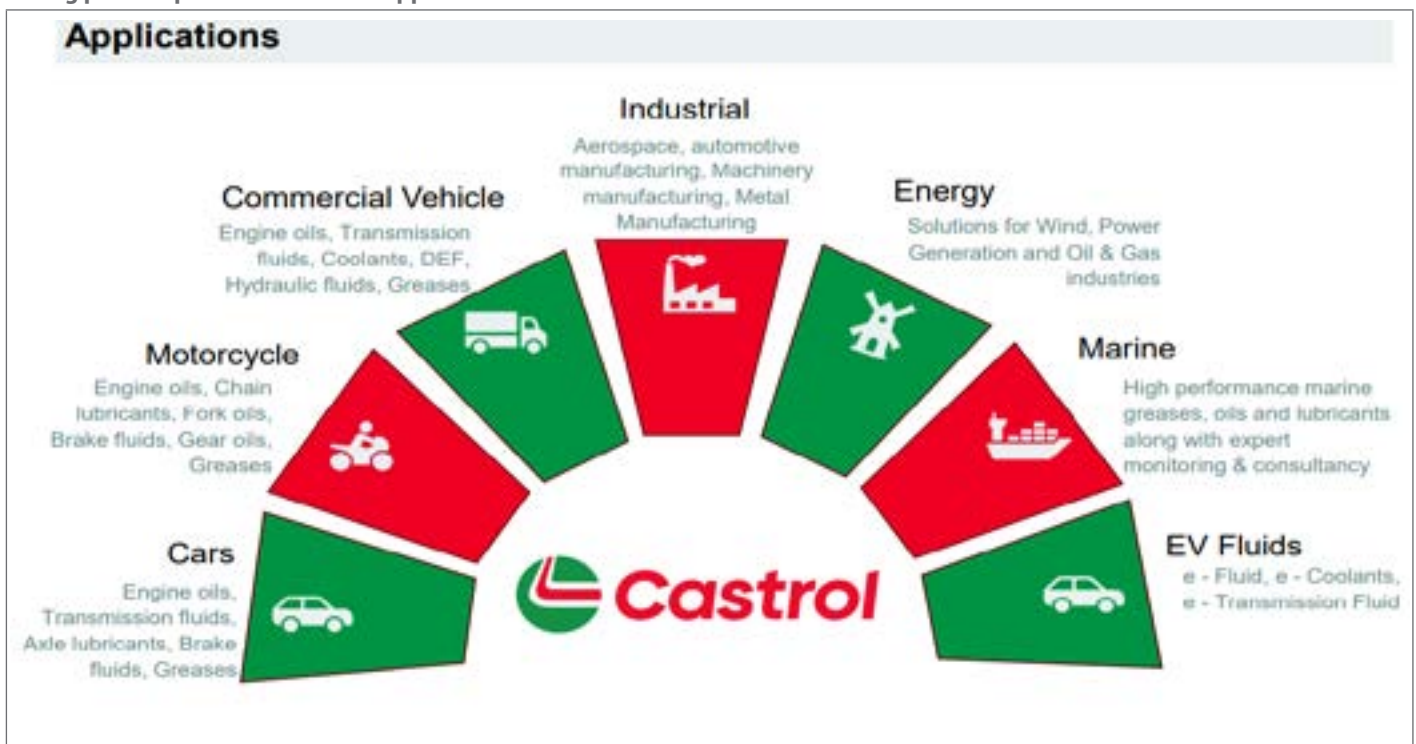 Applications
Industrial
Aerospace, automotive
manufacturing, Machinery
manufacturing, Metal
Manufacturing
Commercial Vehicle
Engine oils, Transmission
fluids, Coolants, DEF,
Hydraulic fluids, Greases
Energy
Solutions for Wind, Power
Generation and Oil & Gas
industries
Motorcycle
Engine oils, Chain
lubricants, Fork oils,
Brake fluids, Gear oils,
Greases
Marine
High performance marine
greases, oils and lubricants
along with expert
monitoring & consultancy
Cars
Engine oils,
Transmission fluids,
Axle lubricants, Brake
fluids, Greases
EV Fluids
e - Fluid, e - Coolants,
e - Transmission Fluid
Castrol